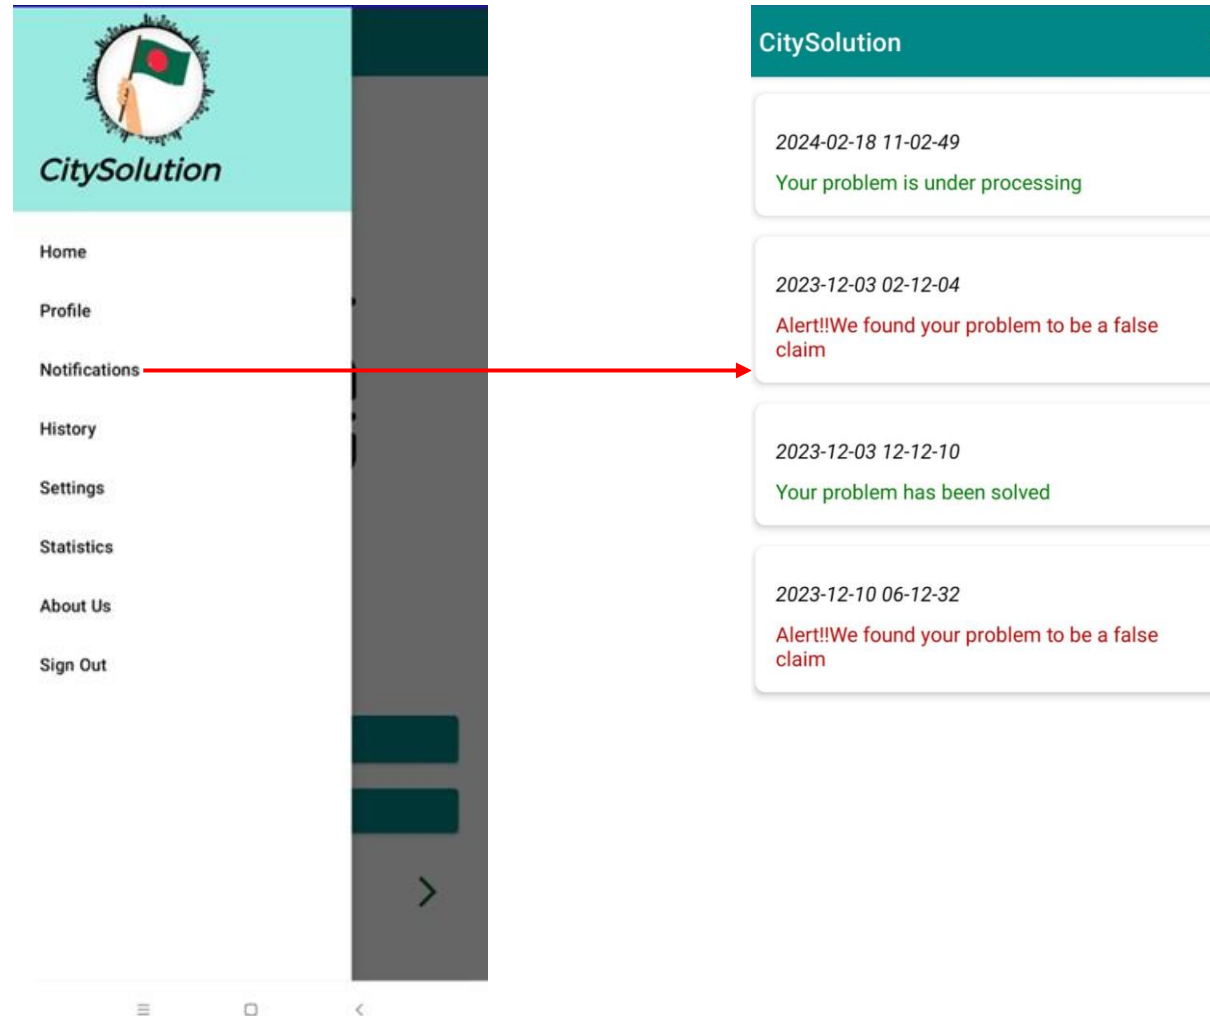 CitySolution
Home
Profile
Notifications
History
Settings
Statistics
About Us
Sign Out
CitySolution
2024-02-18 11-02-49
Your problem is under processing
2023-12-03 02-12-04
Alert!!We found your problem to be a false
claim
2023-12-03 12-12-10
Your problem has been solved
2023-12-10 06-12-32
Alert!!We found your problem to be a false
claim